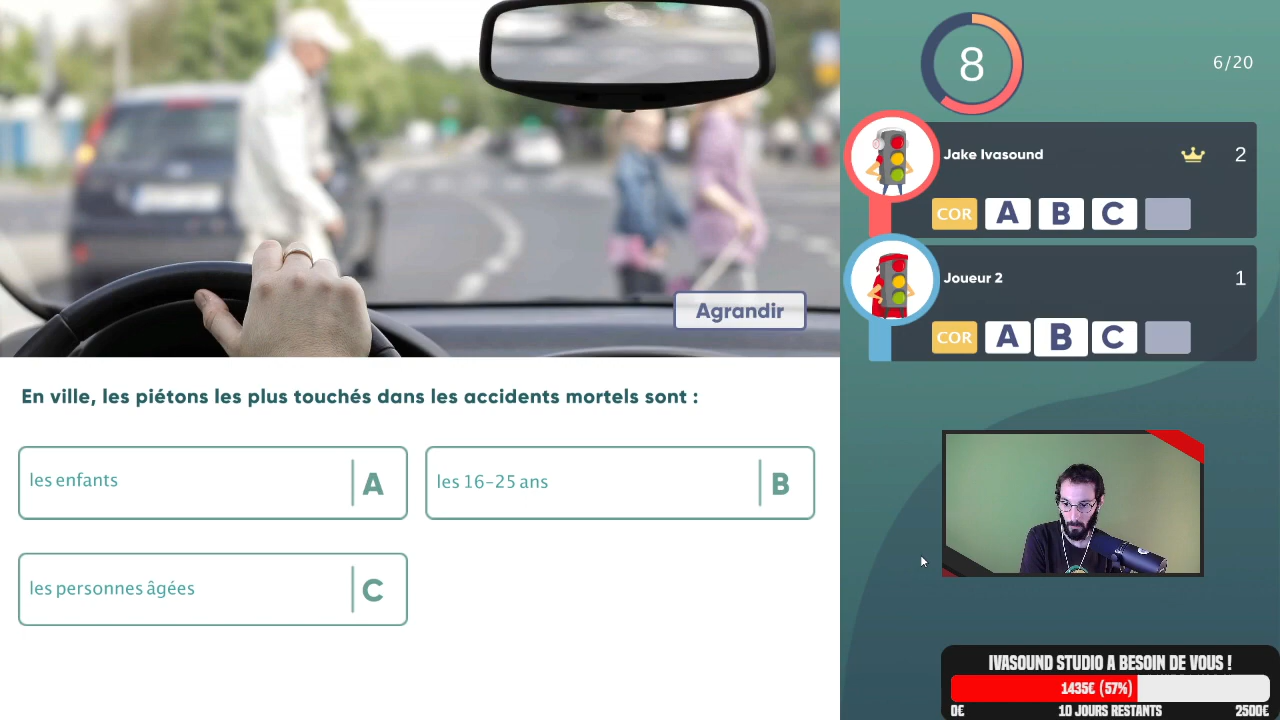 8
6/20
Jake Ivasound
2
COR A B C
Joueur 2
1
COR A B C
Agrandir
En ville, les piétons les plus touchés dans les accidents mortels sont :
les enfants A
les 16-25 ans B
les personnes âgées C
IVASOUND STUDIO A BESOIN DE VOUS !
1435€ (57%)
0€ 10 JOURS RESTANTS 2500€